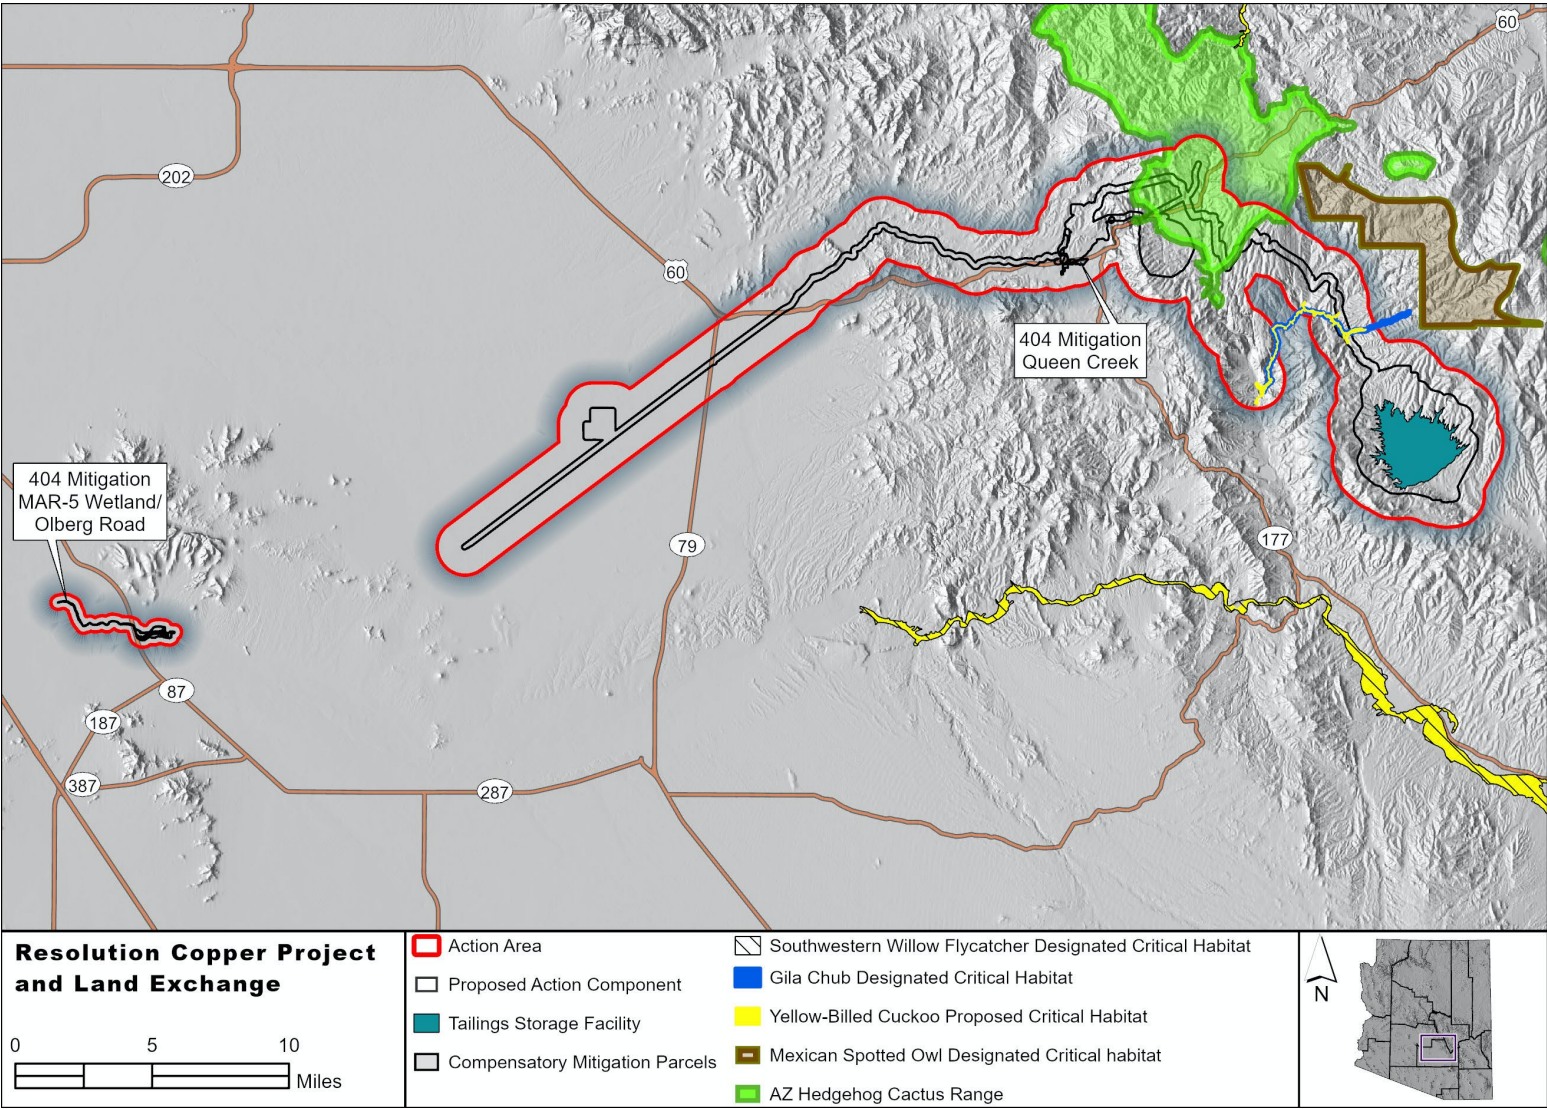 60
202
60
404 Mitigation
Queen Creek
404 Mitigation
MAR-5 Wetland/
Olberg Road
79
177
87
187
387
287
Resolution Copper Project
and Land Exchange
0 5 10
Miles
Action Area
Proposed Action Component
Tailings Storage Facility
Compensatory Mitigation Parcels
Southwestern Willow Flycatcher Designated Critical Habitat
Gila Chub Designated Critical Habitat
Yellow-Billed Cuckoo Proposed Critical Habitat
Mexican Spotted Owl Designated Critical habitat
AZ Hedgehog Cactus Range
N